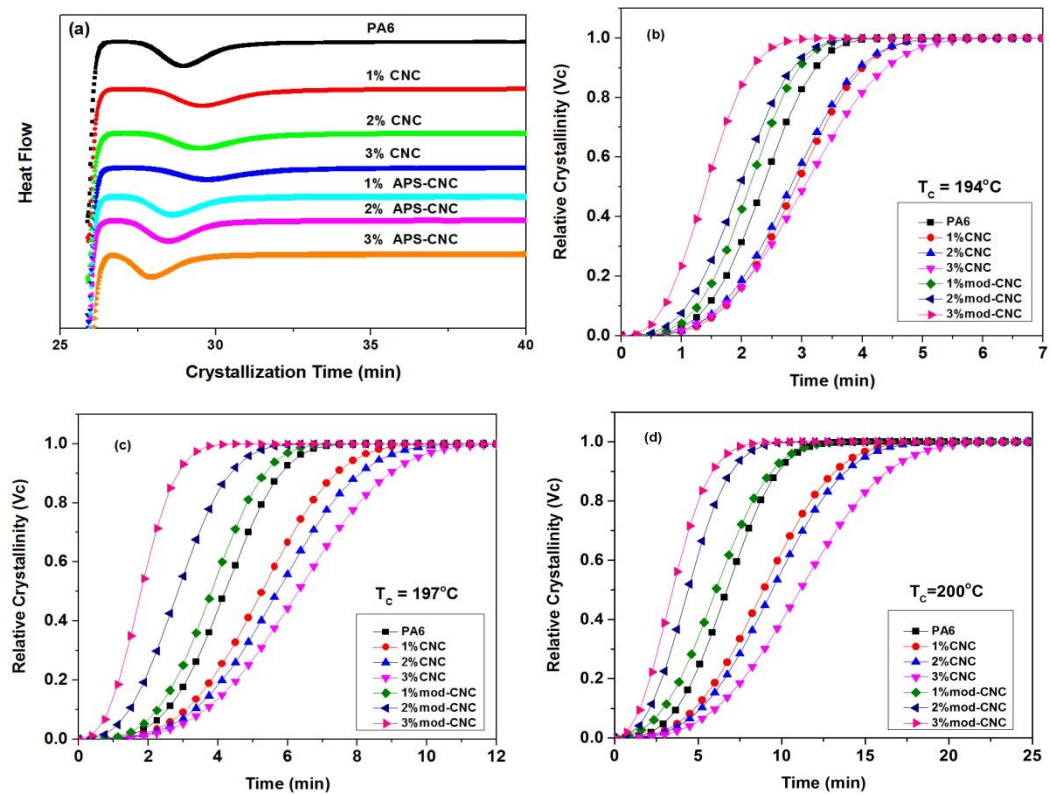 (a)
PA6
1% CNC
2% CNC
3% CNC
1% APS-CNC
2% APS-CNC
3% APS-CNC
Heat Flow
25 30 35 40
Crystallization Time (min)
(b)
1.0
0.8
0.6
0.4
0.2
0.0
Relative Crystallinity (Vc)
TC = 194°C
PA6
1%CNC
2%CNC
3%CNC
1%mod-CNC
2%mod-CNC
3%mod-CNC
0 1 2 3 4 5 6 7
Time (min)
(c)
1.0
0.8
0.6
0.4
0.2
0.0
Relative Crystallinity (Vc)
TC = 197°C
PA6
1%CNC
2%CNC
3%CNC
1%mod-CNC
2%mod-CNC
3%mod-CNC
0 2 4 6 8 10 12
Time (min)
(d)
1.0
0.8
0.6
0.4
0.2
0.0
Relative Crystallinity (Vc)
TC=200°C
PA6
1%CNC
2%CNC
3%CNC
1%mod-CNC
2%mod-CNC
3%mod-CNC
0 5 10 15 20 25
Time (min)